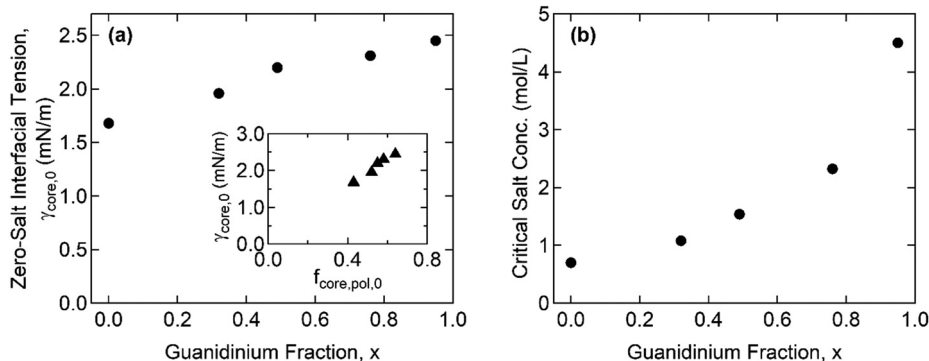 (a)
Zero-Salt Interfacial Tension,
γcore,0 (mN/m)
2.5
2.0
1.5
1.0
0.5
0.0
0.0 0.2 0.4 0.6 0.8 1.0
Guanidinium Fraction, x
γcore,0 (mN/m)
3.0
2.0
1.0
0.0
0.0 0.4 0.8
fcore,pol,0
(b)
Critical Salt Conc. (mol/L)
5
4
3
2
1
0
0.0 0.2 0.4 0.6 0.8 1.0
Guanidinium Fraction, x